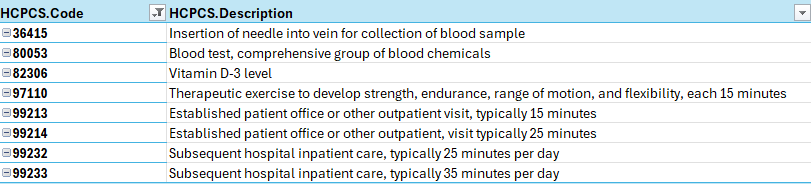 HCPCS.Code HCPCS.Description
36415 Insertion of needle into vein for collection of blood sample
80053 Blood test, comprehensive group of blood chemicals
82306 Vitamin D-3 level
97110 Therapeutic exercise to develop strength, endurance, range of motion, and flexibility, each 15 minutes
99213 Established patient office or other outpatient visit, typically 15 minutes
99214 Established patient office or other outpatient, visit typically 25 minutes
99232 Subsequent hospital inpatient care, typically 25 minutes per day
99233 Subsequent hospital inpatient care, typically 35 minutes per day